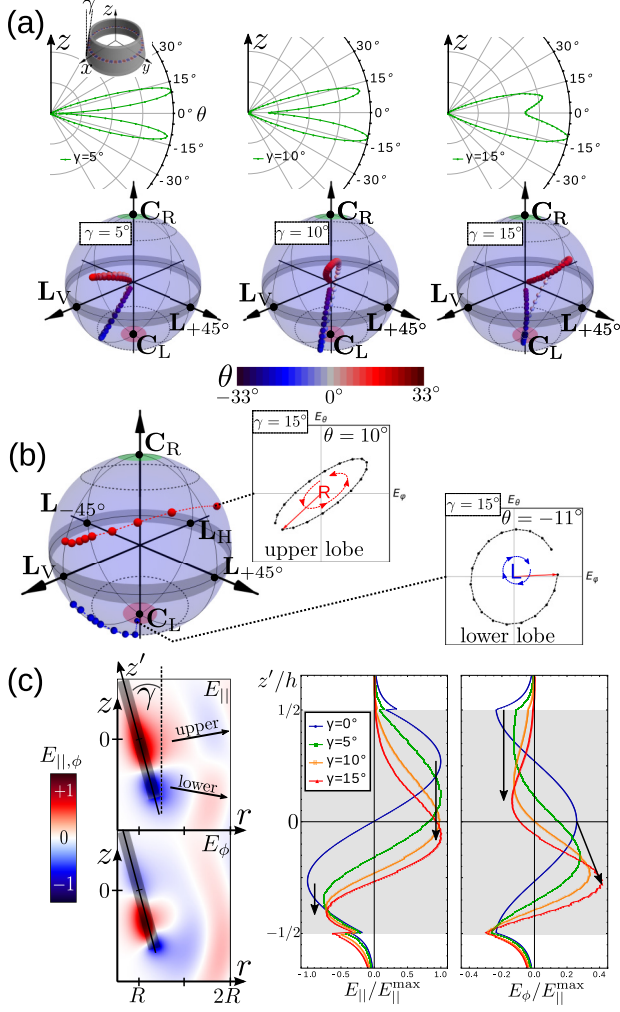 (a)
γ
z
x
y
z
30°
15°
0°
θ
-15°
-30°
γ=5°
z
30°
15°
0°
-15°
-30°
γ=10°
z
30°
15°
0°
-15°
-30°
γ=15°
C_R
γ = 5°
L_V
L_+45°
C_L
C_R
γ = 10°
L_V
L_+45°
C_L
C_R
γ = 15°
L_V
L_+45°
C_L
θ
−33°
0°
33°
(b)
C_R
L_−45°
L_H
L_V
L_+45°
C_L
γ = 15°
E_θ
θ = 10°
E_φ
R
upper lobe
γ = 15°
E_θ
θ = −11°
E_φ
L
lower lobe
(c)
z′
γ
E_||
z
upper
0
lower
r
E_||,ϕ
+1
0
−1
E_ϕ
z
0
r
R
2R
z′/h
1/2
0
−1/2
γ=0°
γ=5°
γ=10°
γ=15°
-1.0 -0.5 0.0 0.5 1.0
E_||/E_||^max
-0.4 -0.2 0.0 0.2 0.4
E_ϕ/E_||^max